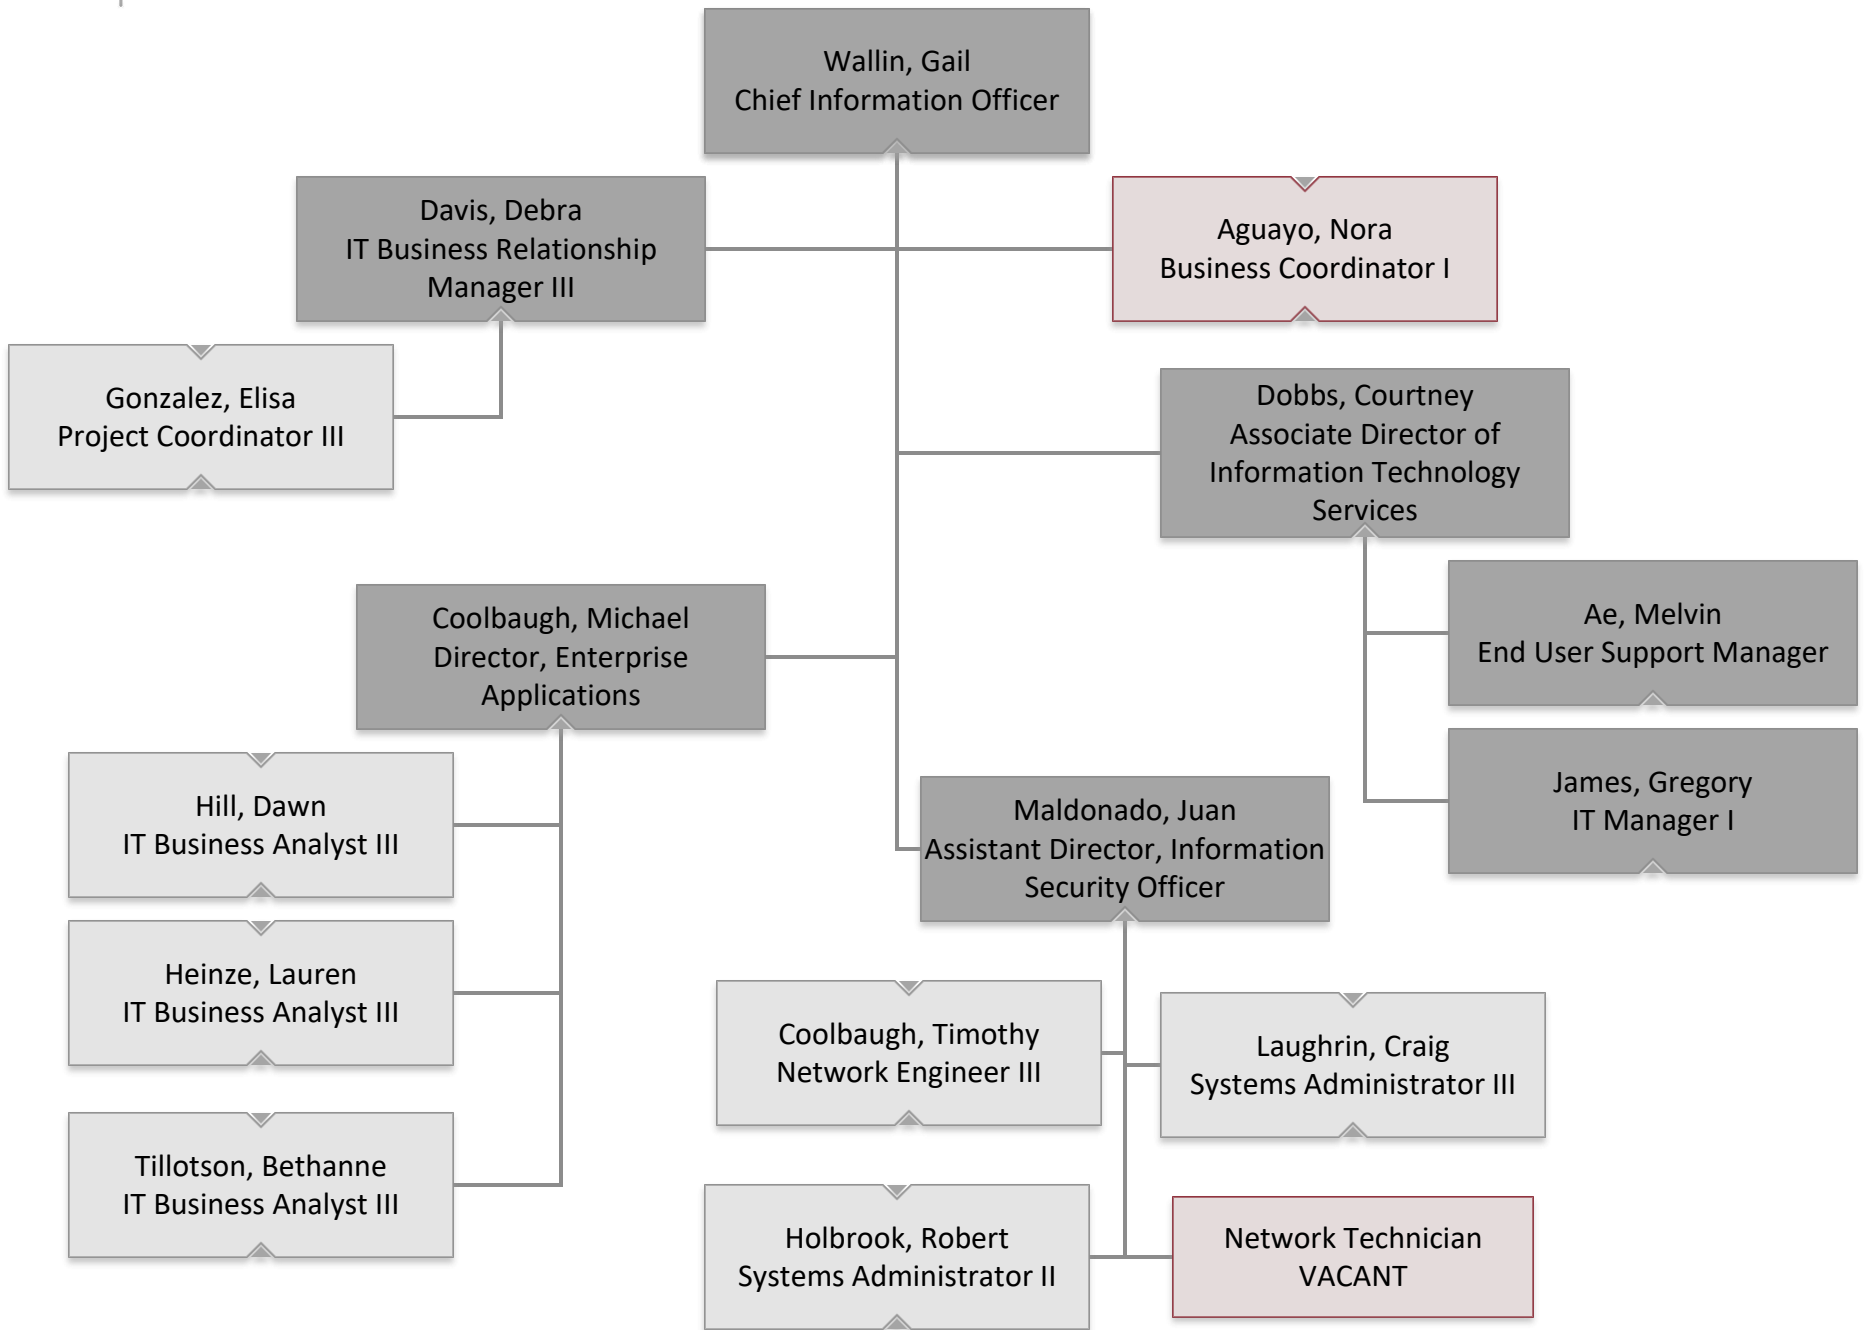 Wallin, Gail
Chief Information Officer
Davis, Debra
IT Business Relationship
Manager III
Aguayo, Nora
Business Coordinator I
Gonzalez, Elisa
Project Coordinator III
Dobbs, Courtney
Associate Director of
Information Technology
Services
Ae, Melvin
End User Support Manager
James, Gregory
IT Manager I
Coolbaugh, Michael
Director, Enterprise
Applications
Hill, Dawn
IT Business Analyst III
Heinze, Lauren
IT Business Analyst III
Tillotson, Bethanne
IT Business Analyst III
Maldonado, Juan
Assistant Director, Information
Security Officer
Coolbaugh, Timothy
Network Engineer III
Laughrin, Craig
Systems Administrator III
Holbrook, Robert
Systems Administrator II
Network Technician
VACANT